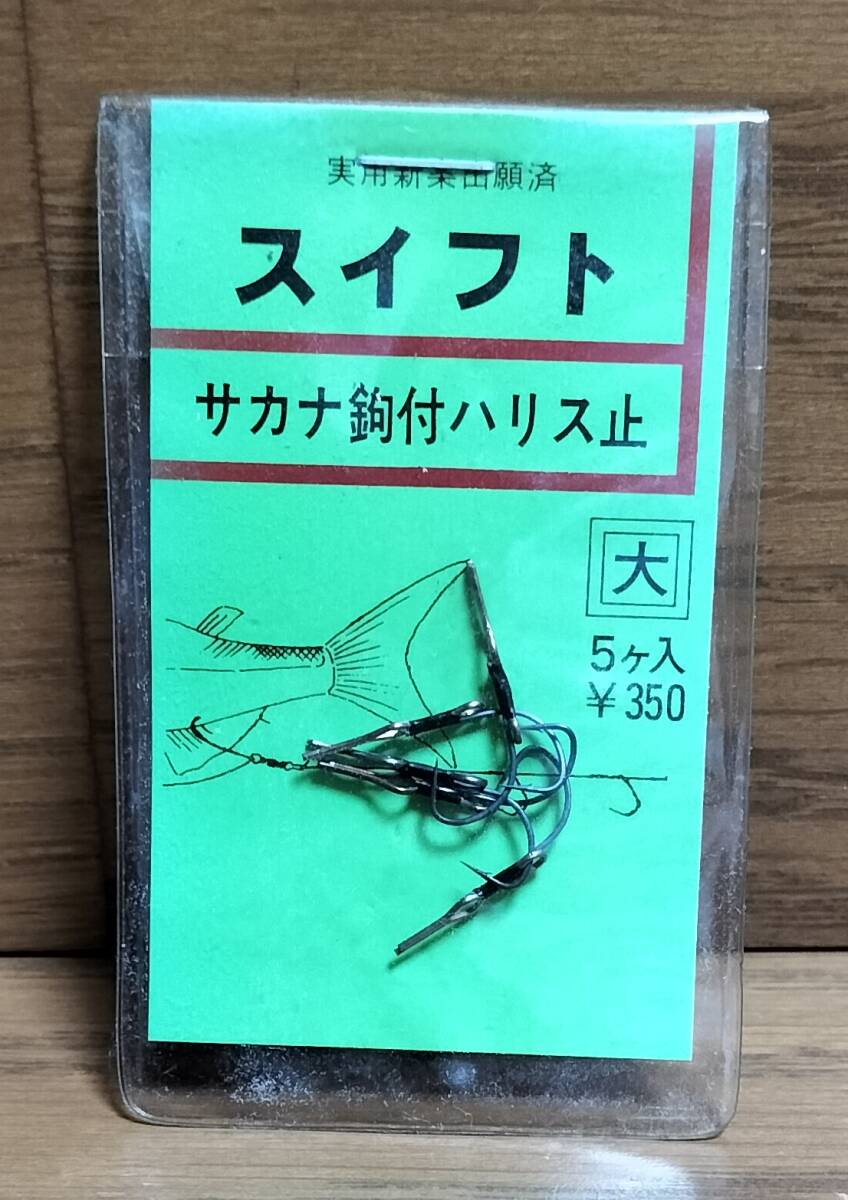 実用新案出願済
スイフト
サカナ鉤付ハリス止
大
5ヶ入
￥350